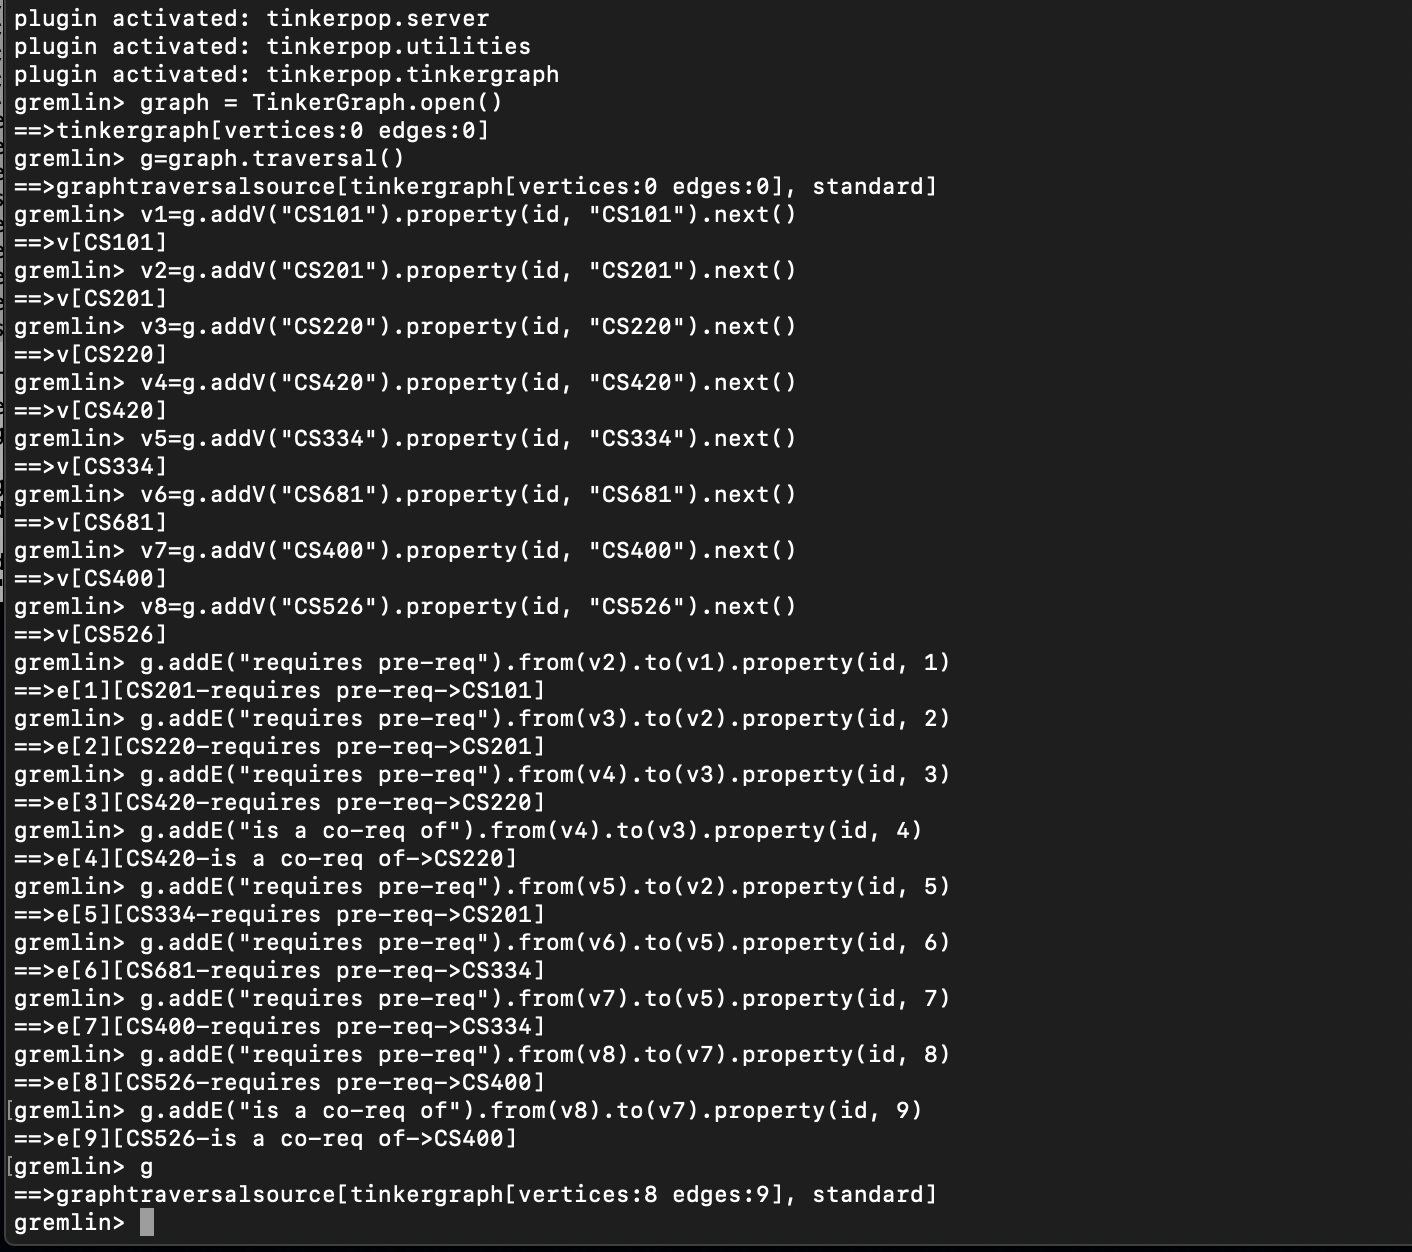 plugin activated: tinkerpop.server
plugin activated: tinkerpop.utilities
plugin activated: tinkerpop.tinkergraph
gremlin> graph = TinkerGraph.open()
==>tinkergraph[vertices:0 edges:0]
gremlin> g=graph.traversal()
==>graphtraversalsource[tinkergraph[vertices:0 edges:0], standard]
gremlin> v1=g.addV("CS101").property(id, "CS101").next()
==>v[CS101]
gremlin> v2=g.addV("CS201").property(id, "CS201").next()
==>v[CS201]
gremlin> v3=g.addV("CS220").property(id, "CS220").next()
==>v[CS220]
gremlin> v4=g.addV("CS420").property(id, "CS420").next()
==>v[CS420]
gremlin> v5=g.addV("CS334").property(id, "CS334").next()
==>v[CS334]
gremlin> v6=g.addV("CS681").property(id, "CS681").next()
==>v[CS681]
gremlin> v7=g.addV("CS400").property(id, "CS400").next()
==>v[CS400]
gremlin> v8=g.addV("CS526").property(id, "CS526").next()
==>v[CS526]
gremlin> g.addE("requires pre-req").from(v2).to(v1).property(id, 1)
==>e[1][CS201-requires pre-req->CS101]
gremlin> g.addE("requires pre-req").from(v3).to(v2).property(id, 2)
==>e[2][CS220-requires pre-req->CS201]
gremlin> g.addE("requires pre-req").from(v4).to(v3).property(id, 3)
==>e[3][CS420-requires pre-req->CS220]
gremlin> g.addE("is a co-req of").from(v4).to(v3).property(id, 4)
==>e[4][CS420-is a co-req of->CS220]
gremlin> g.addE("requires pre-req").from(v5).to(v2).property(id, 5)
==>e[5][CS334-requires pre-req->CS201]
gremlin> g.addE("requires pre-req").from(v6).to(v5).property(id, 6)
==>e[6][CS681-requires pre-req->CS334]
gremlin> g.addE("requires pre-req").from(v7).to(v5).property(id, 7)
==>e[7][CS400-requires pre-req->CS334]
gremlin> g.addE("requires pre-req").from(v8).to(v7).property(id, 8)
==>e[8][CS526-requires pre-req->CS400]
[gremlin> g.addE("is a co-req of").from(v8).to(v7).property(id, 9)
==>e[9][CS526-is a co-req of->CS400]
[gremlin> g
==>graphtraversalsource[tinkergraph[vertices:8 edges:9], standard]
gremlin>